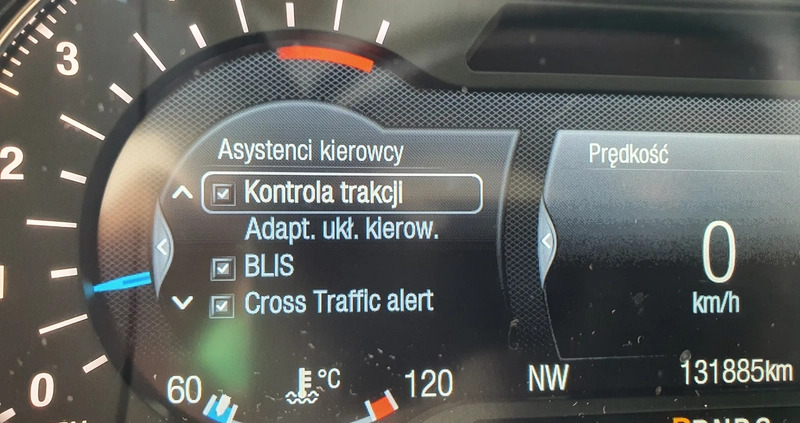 3
2
1
0
Asystenci kierowcy
Kontrola trakcji
Adapt. ukł. kierow.
BLIS
Cross Traffic alert
60 °C 120
Prędkość
0
km/h
NW 131885km